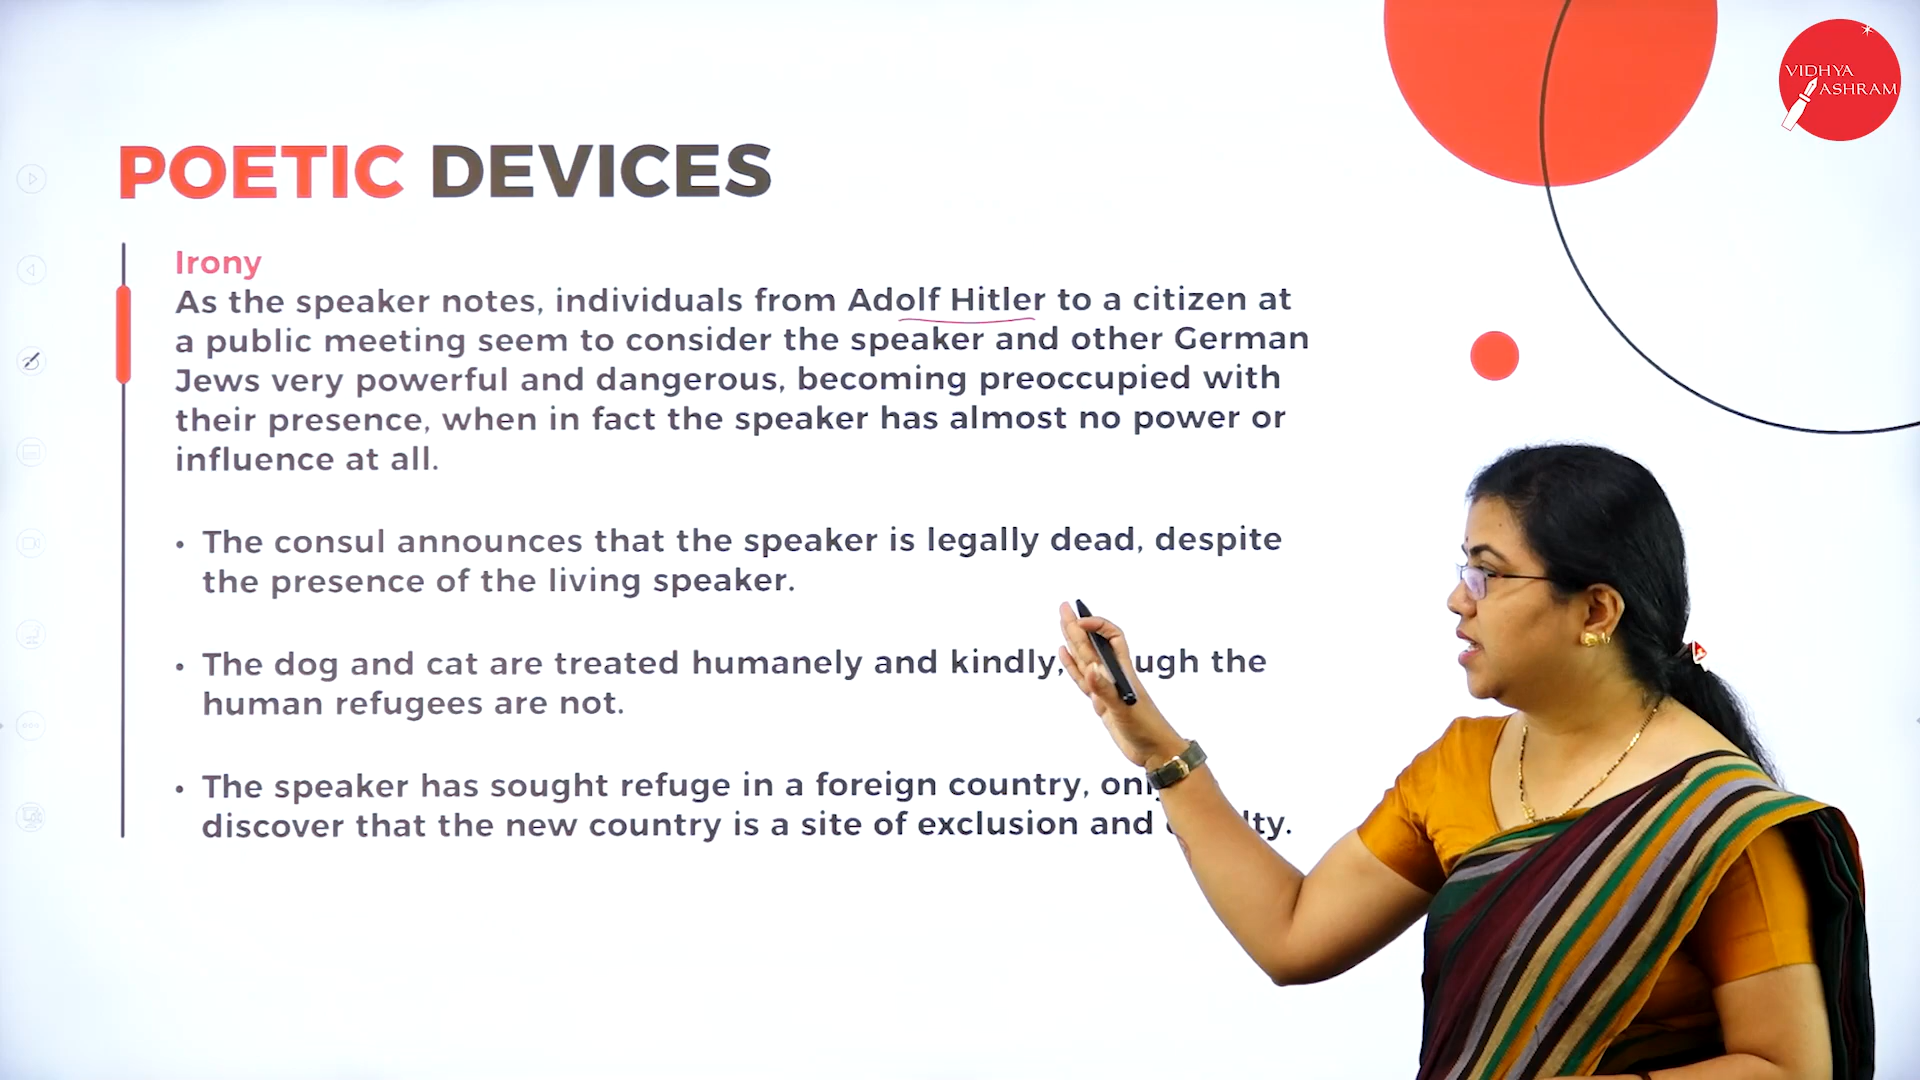 VIDHYA
ASHRAM
POETIC DEVICES
Irony
As the speaker notes, individuals from Adolf Hitler to a citizen at
a public meeting seem to consider the speaker and other German
Jews very powerful and dangerous, becoming preoccupied with
their presence, when in fact the speaker has almost no power or
influence at all.
• The consul announces that the speaker is legally dead, despite
the presence of the living speaker.
• The dog and cat are treated humanely and kindly, the
human refugees are not.
• The speaker has sought refuge in a foreign country,
discover that the new country is a site of exclusion and